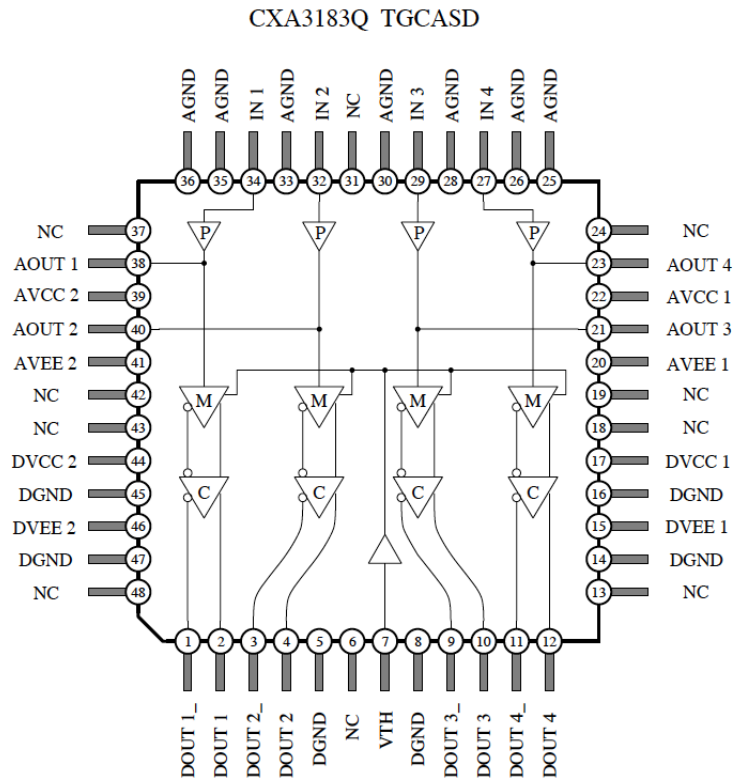 CXA3183Q TGCASD
AGND AGND IN 1 AGND IN 2 NC AGND IN 3 AGND IN 4 AGND AGND
36 35 34 33 32 31 30 29 28 27 26 25
P P P P
NC 37 24 NC
AOUT 1 38 23 AOUT 4
AVCC 2 39 22 AVCC 1
AOUT 2 40 21 AOUT 3
AVEE 2 41 20 AVEE 1
NC 42 19 NC
M M M M
NC 43 18 NC
DVCC 2 44 17 DVCC 1
DGND 45 16 DGND
C C C C
DVEE 2 46 15 DVEE 1
DGND 47 14 DGND
NC 48 13 NC
1 2 3 4 5 6 7 8 9 10 11 12
DOUT 1_ DOUT 1 DOUT 2_ DOUT 2 DGND NC VTH DGND DOUT 3_ DOUT 3 DOUT 4_ DOUT 4